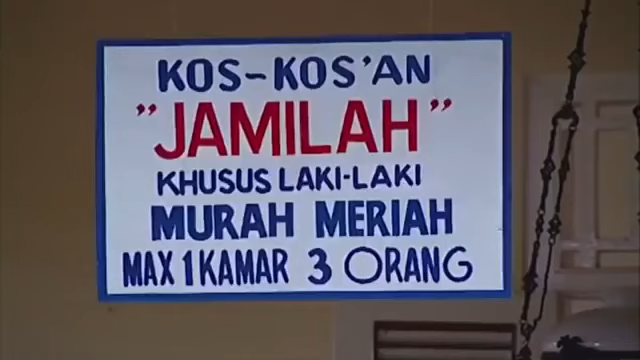 KOS-KOS'AN
"JAMILAH"
KHUSUS LAKI-LAKI
MURAH MERIAH
MAX 1 KAMAR 3 ORANG